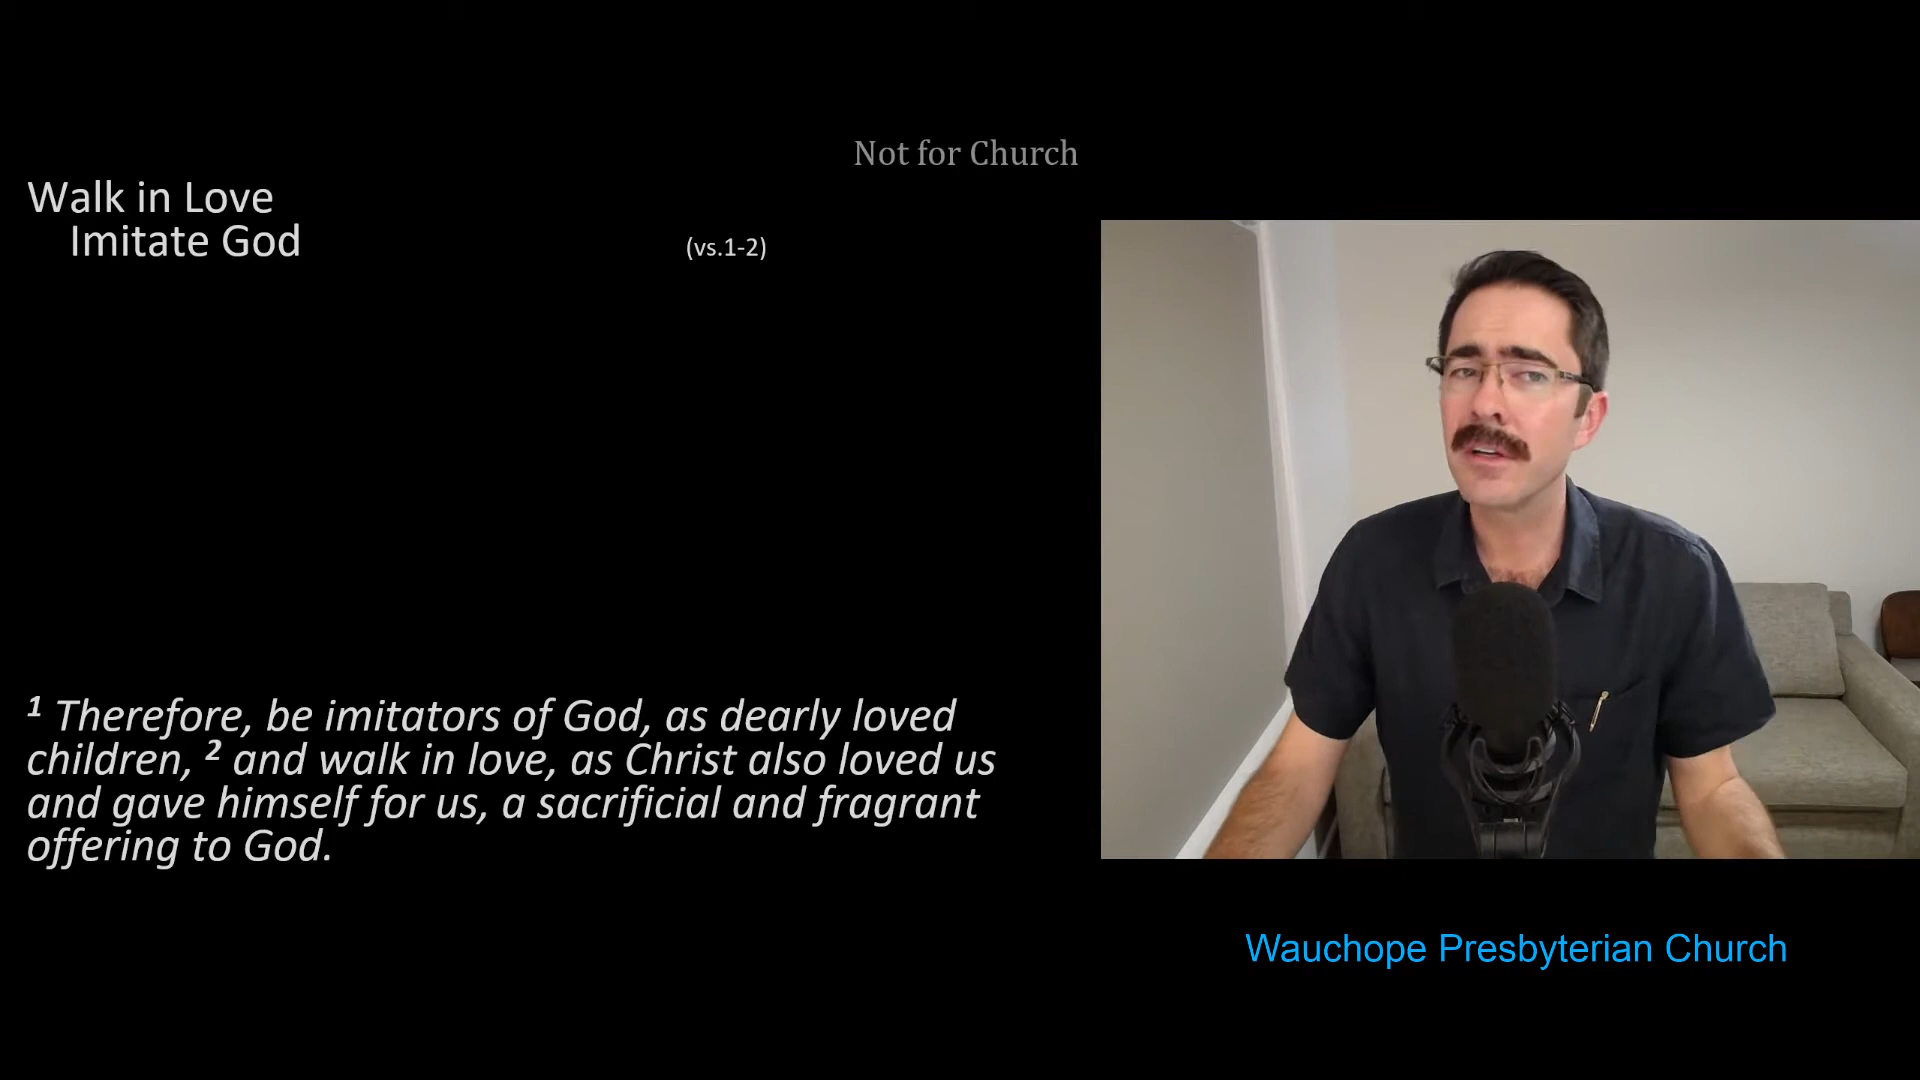 Not for Church
Walk in Love
Imitate God (vs.1-2)
1 Therefore, be imitators of God, as dearly loved
children, 2 and walk in love, as Christ also loved us
and gave himself for us, a sacrificial and fragrant
offering to God.
Wauchope Presbyterian Church